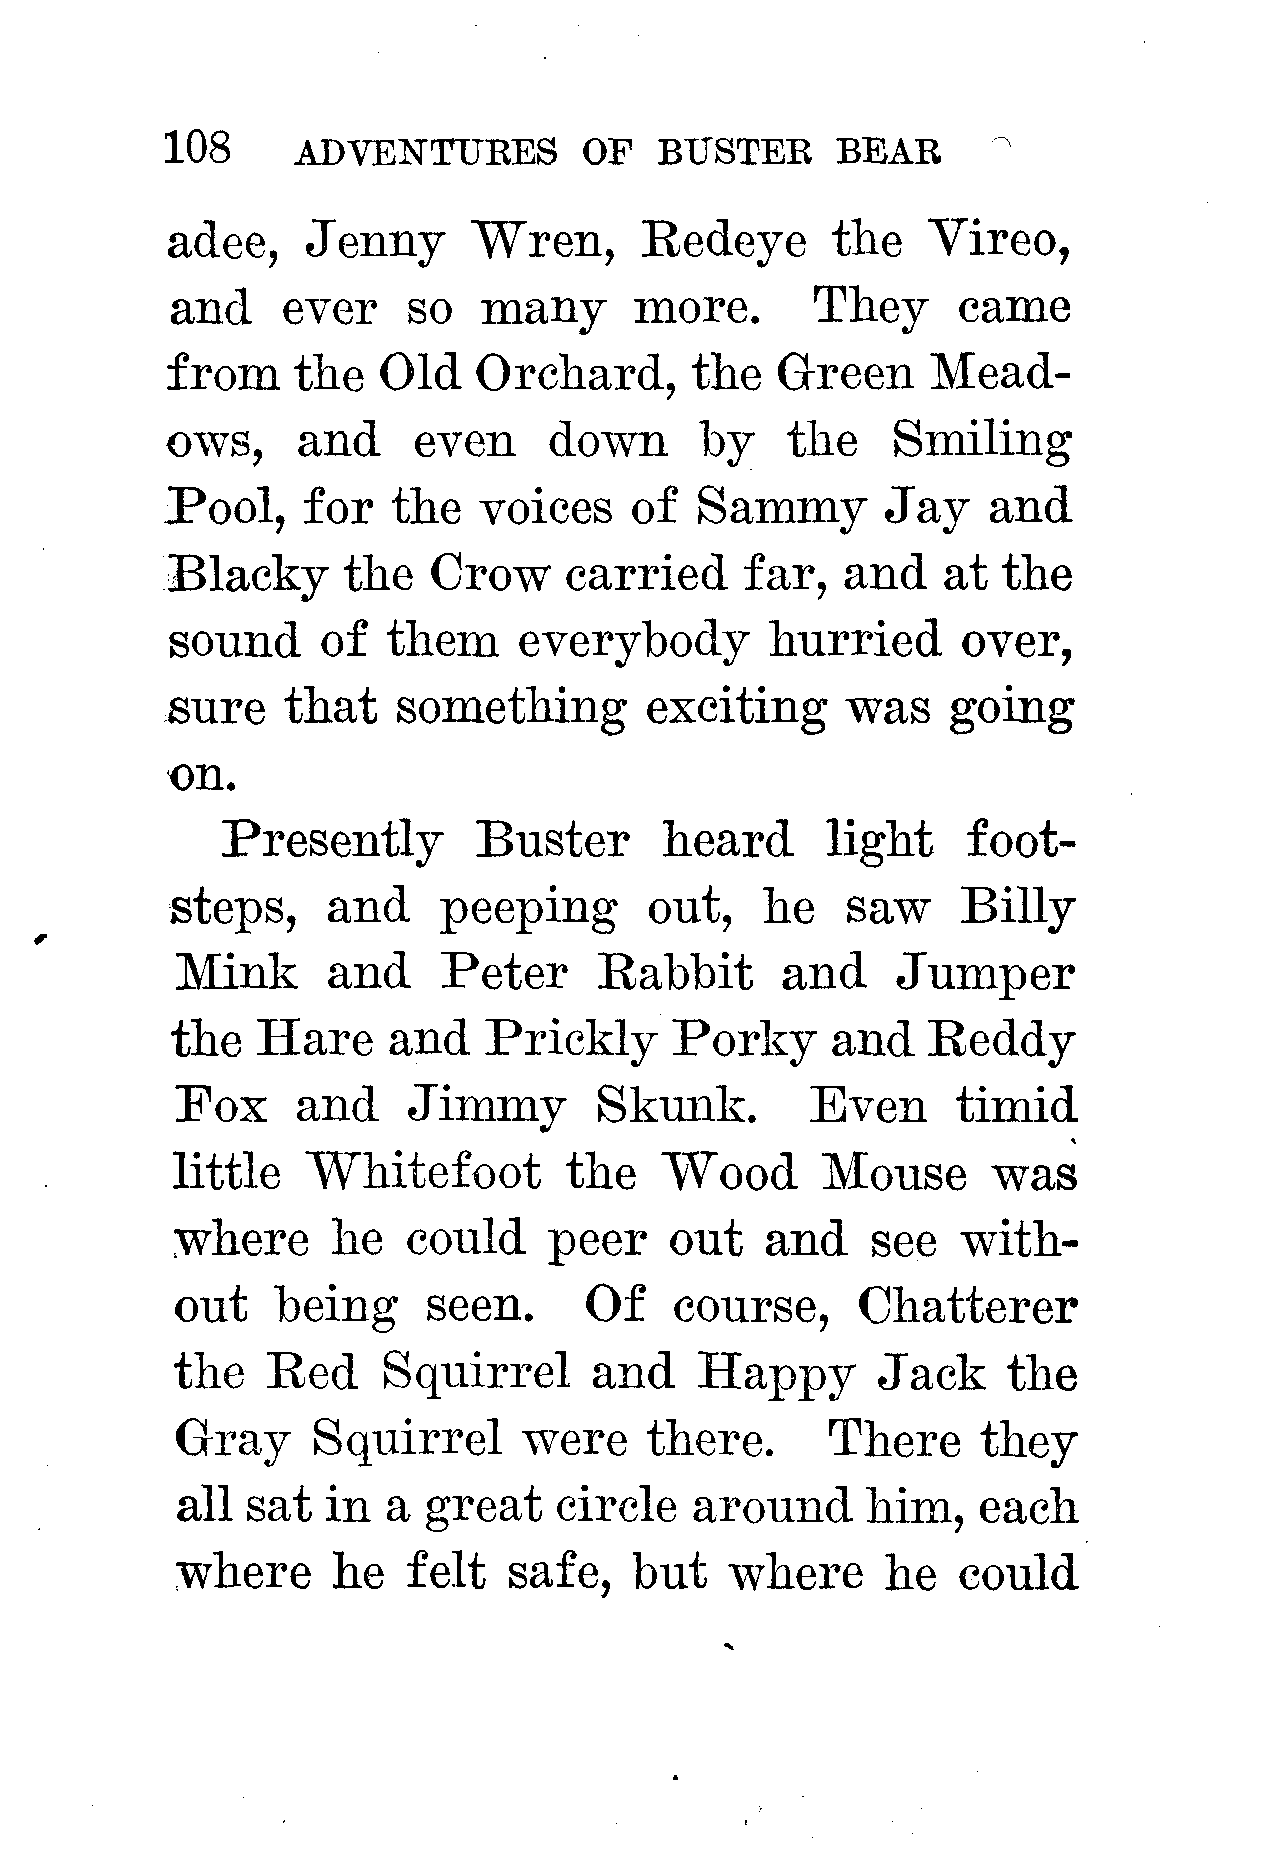 108 ADVENTURES OF BUSTER BEAR
adee, Jenny Wren, Redeye the Vireo,
and ever so many more. They came
from the Old Orchard, the Green Mead-
ows, and even down by the Smiling
Pool, for the voices of Sammy Jay and
Blacky the Crow carried far, and at the
sound of them everybody hurried over,
sure that something exciting was going
on.
Presently Buster heard light foot-
steps, and peeping out, he saw Billy
Mink and Peter Rabbit and Jumper
the Hare and Prickly Porky and Reddy
Fox and Jimmy Skunk. Even timid
little Whitefoot the Wood Mouse was
where he could peer out and see with-
out being seen. Of course, Chatterer
the Red Squirrel and Happy Jack the
Gray Squirrel were there. There they
all sat in a great circle around him, each
where he felt safe, but where he could